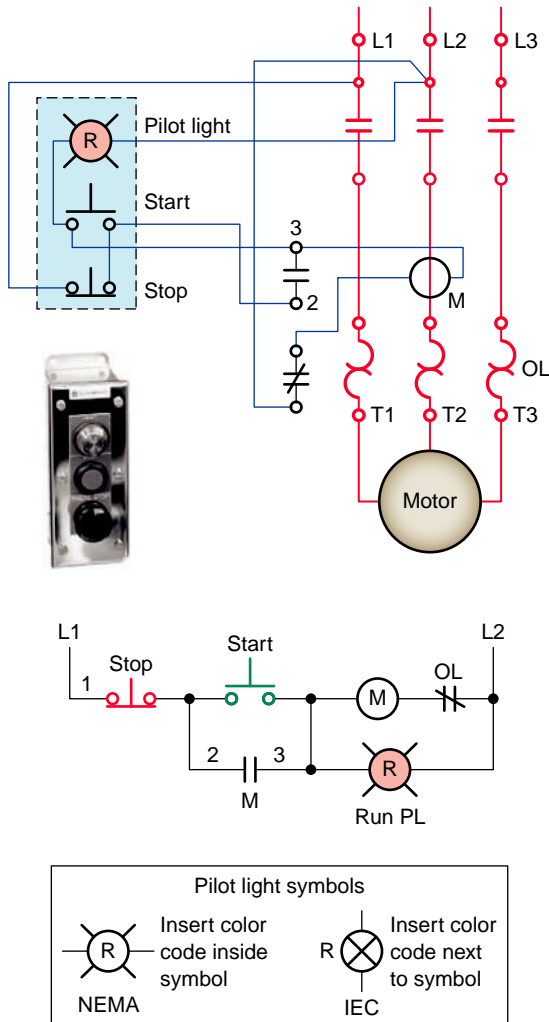 L1 L2 L3
R Pilot light
Start
3
Stop
2
M
OL
T1 T2 T3
Motor
L1 L2
Start
Stop OL
1
M
2 3
R
M
Run PL
Pilot light symbols
R
Insert color
code inside
symbol
NEMA
R
Insert color
code next
to symbol
IEC